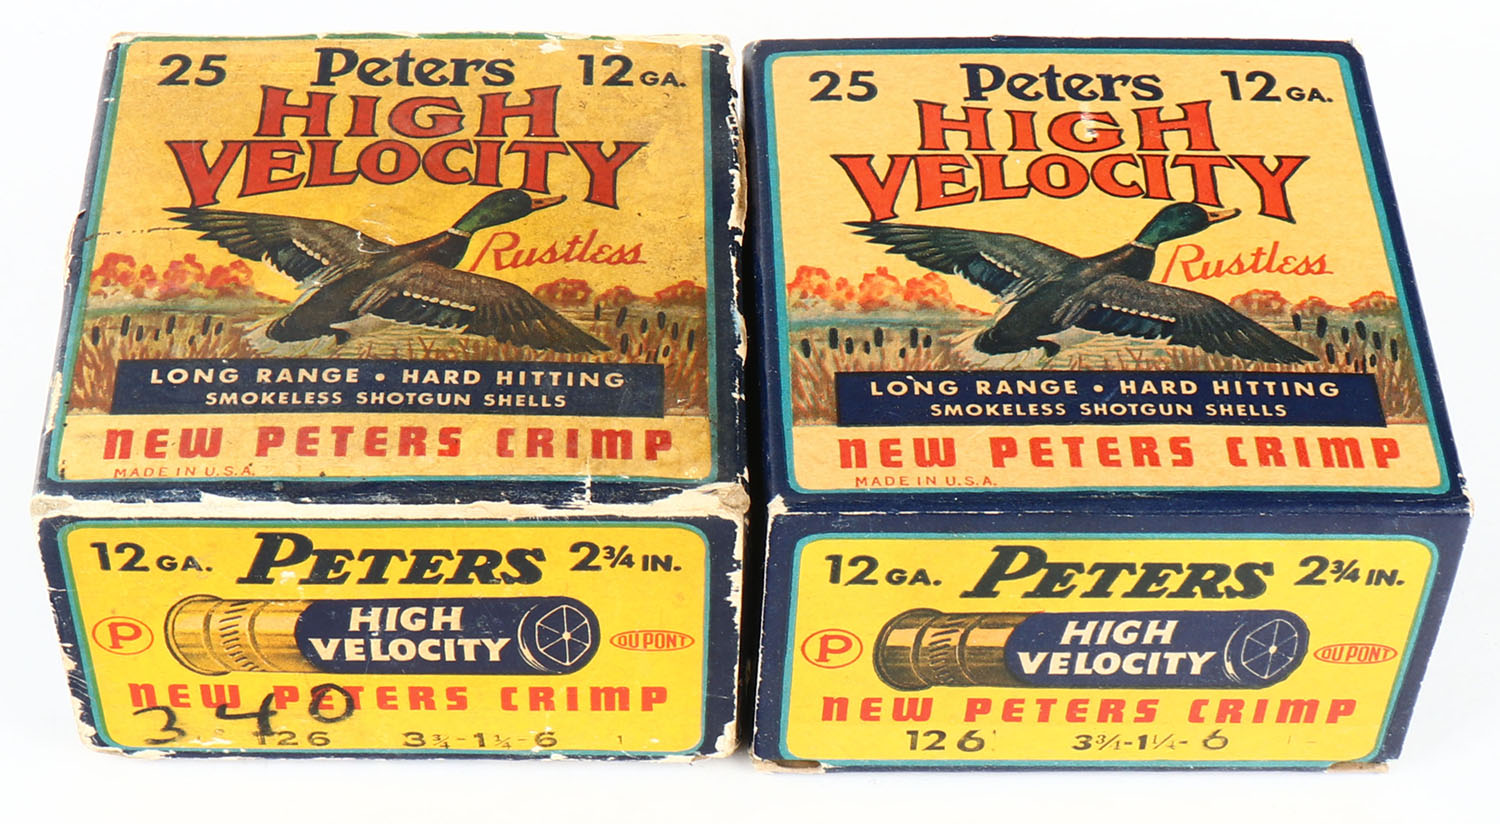 25 Peters 12 GA.
HIGH
VELOCITY
Rustless
LONG RANGE • HARD HITTING
SMOKELESS SHOTGUN SHELLS
NEW PETERS CRIMP
MADE IN U.S.A.
12 GA. PETERS 2¾ IN.
HIGH
P VELOCITY DU PONT
NEW PETERS CRIMP
340
126 3¾-1¼-6 1
25 Peters 12 GA.
HIGH
VELOCITY
Rustless
LONG RANGE • HARD HITTING
SMOKELESS SHOTGUN SHELLS
NEW PETERS CRIMP
MADE IN U.S.A.
12 GA. PETERS 2¾ IN.
HIGH
P VELOCITY DU PONT
NEW PETERS CRIMP
126 3¾-1¼-6